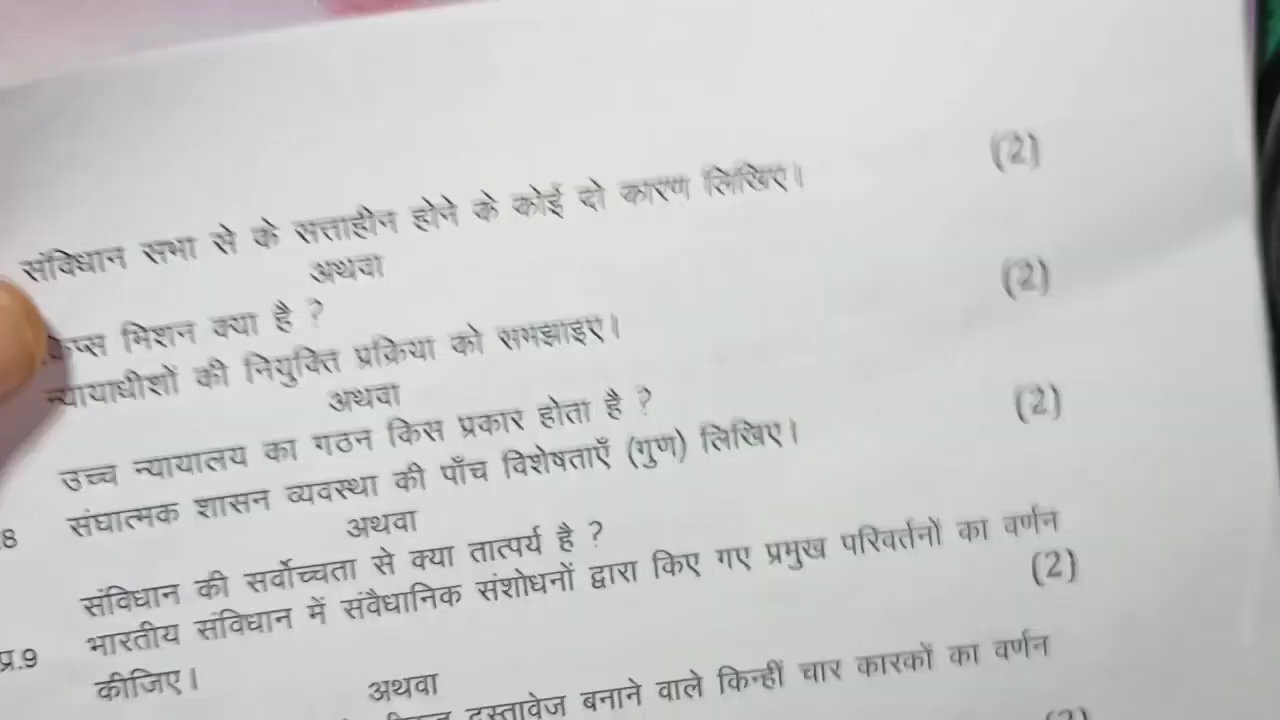 संविधान सभा से के सत्ताहीन होने के कोई दो कारण लिखिए। (2)
अथवा
मिशन क्या है ?
न्यायाधीशों की नियुक्ति प्रक्रिया को समझाइए। (2)
अथवा
उच्च न्यायालय का गठन किस प्रकार होता है ?
8 संघात्मक शासन व्यवस्था की पाँच विशेषताएँ (गुण) लिखिए। (2)
अथवा
संविधान की सर्वोच्चता से क्या तात्पर्य है ?
प्र.9 भारतीय संविधान में संवैधानिक संशोधनों द्वारा किए गए प्रमुख परिवर्तनों का वर्णन
कीजिए। (2)
अथवा
दस्तावेज बनाने वाले किन्हीं चार कारकों का वर्णन